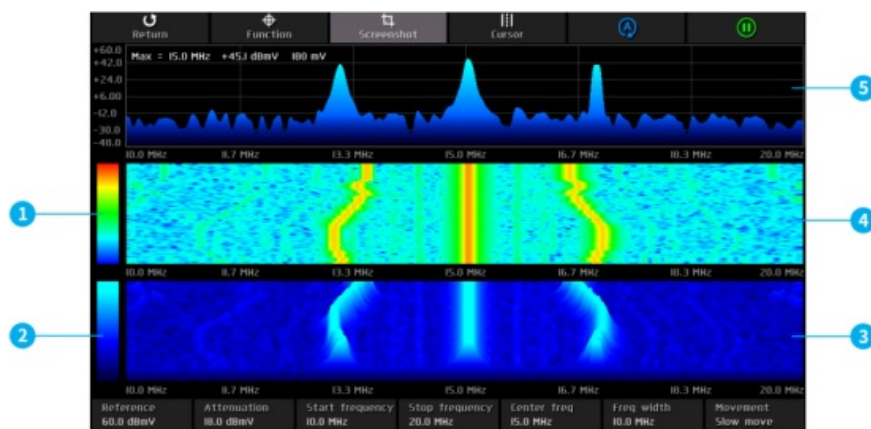 Return Function Screenshot Cursor A
Max = 15.0 MHz +45.1 dBmV 180 mV
+60.0
+42.0
+24.0
+6.00
-12.0
-30.0
-48.0
10.0 MHz 11.7 MHz 13.3 MHz 15.0 MHz 16.7 MHz 18.3 MHz 20.0 MHz
5
1
4
10.0 MHz 11.7 MHz 13.3 MHz 15.0 MHz 16.7 MHz 18.3 MHz 20.0 MHz
2
3
10.0 MHz 11.7 MHz 13.3 MHz 15.0 MHz 16.7 MHz 18.3 MHz 20.0 MHz
Reference Attenuation Start frequency Stop frequency Center freq Freq width Movement
60.0 dBmV 18.0 dBmV 10.0 MHz 20.0 MHz 15.0 MHz 10.0 MHz Slow move